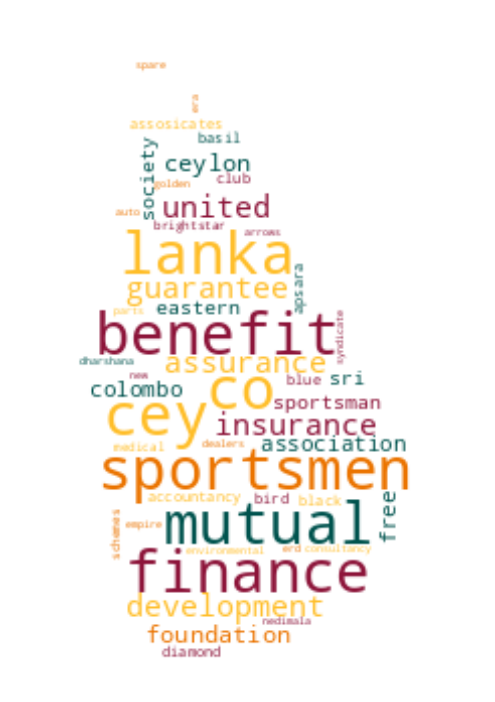 spare
era
assosicates
basil
society
ceylon
club
golden
auto
united
brightstar
arrows
lanka
apsara
guarantee
eastern
parts
benefit
syndicate
dharshana
assurance
new
colombo
co
blue
sri
cey
sportsman
insurance
association
medical
dealers
sportsmen
accountancy
bird
black
free
schemes
empire
mutual
environmental
erd
consultancy
finance
development
nedimala
foundation
diamond